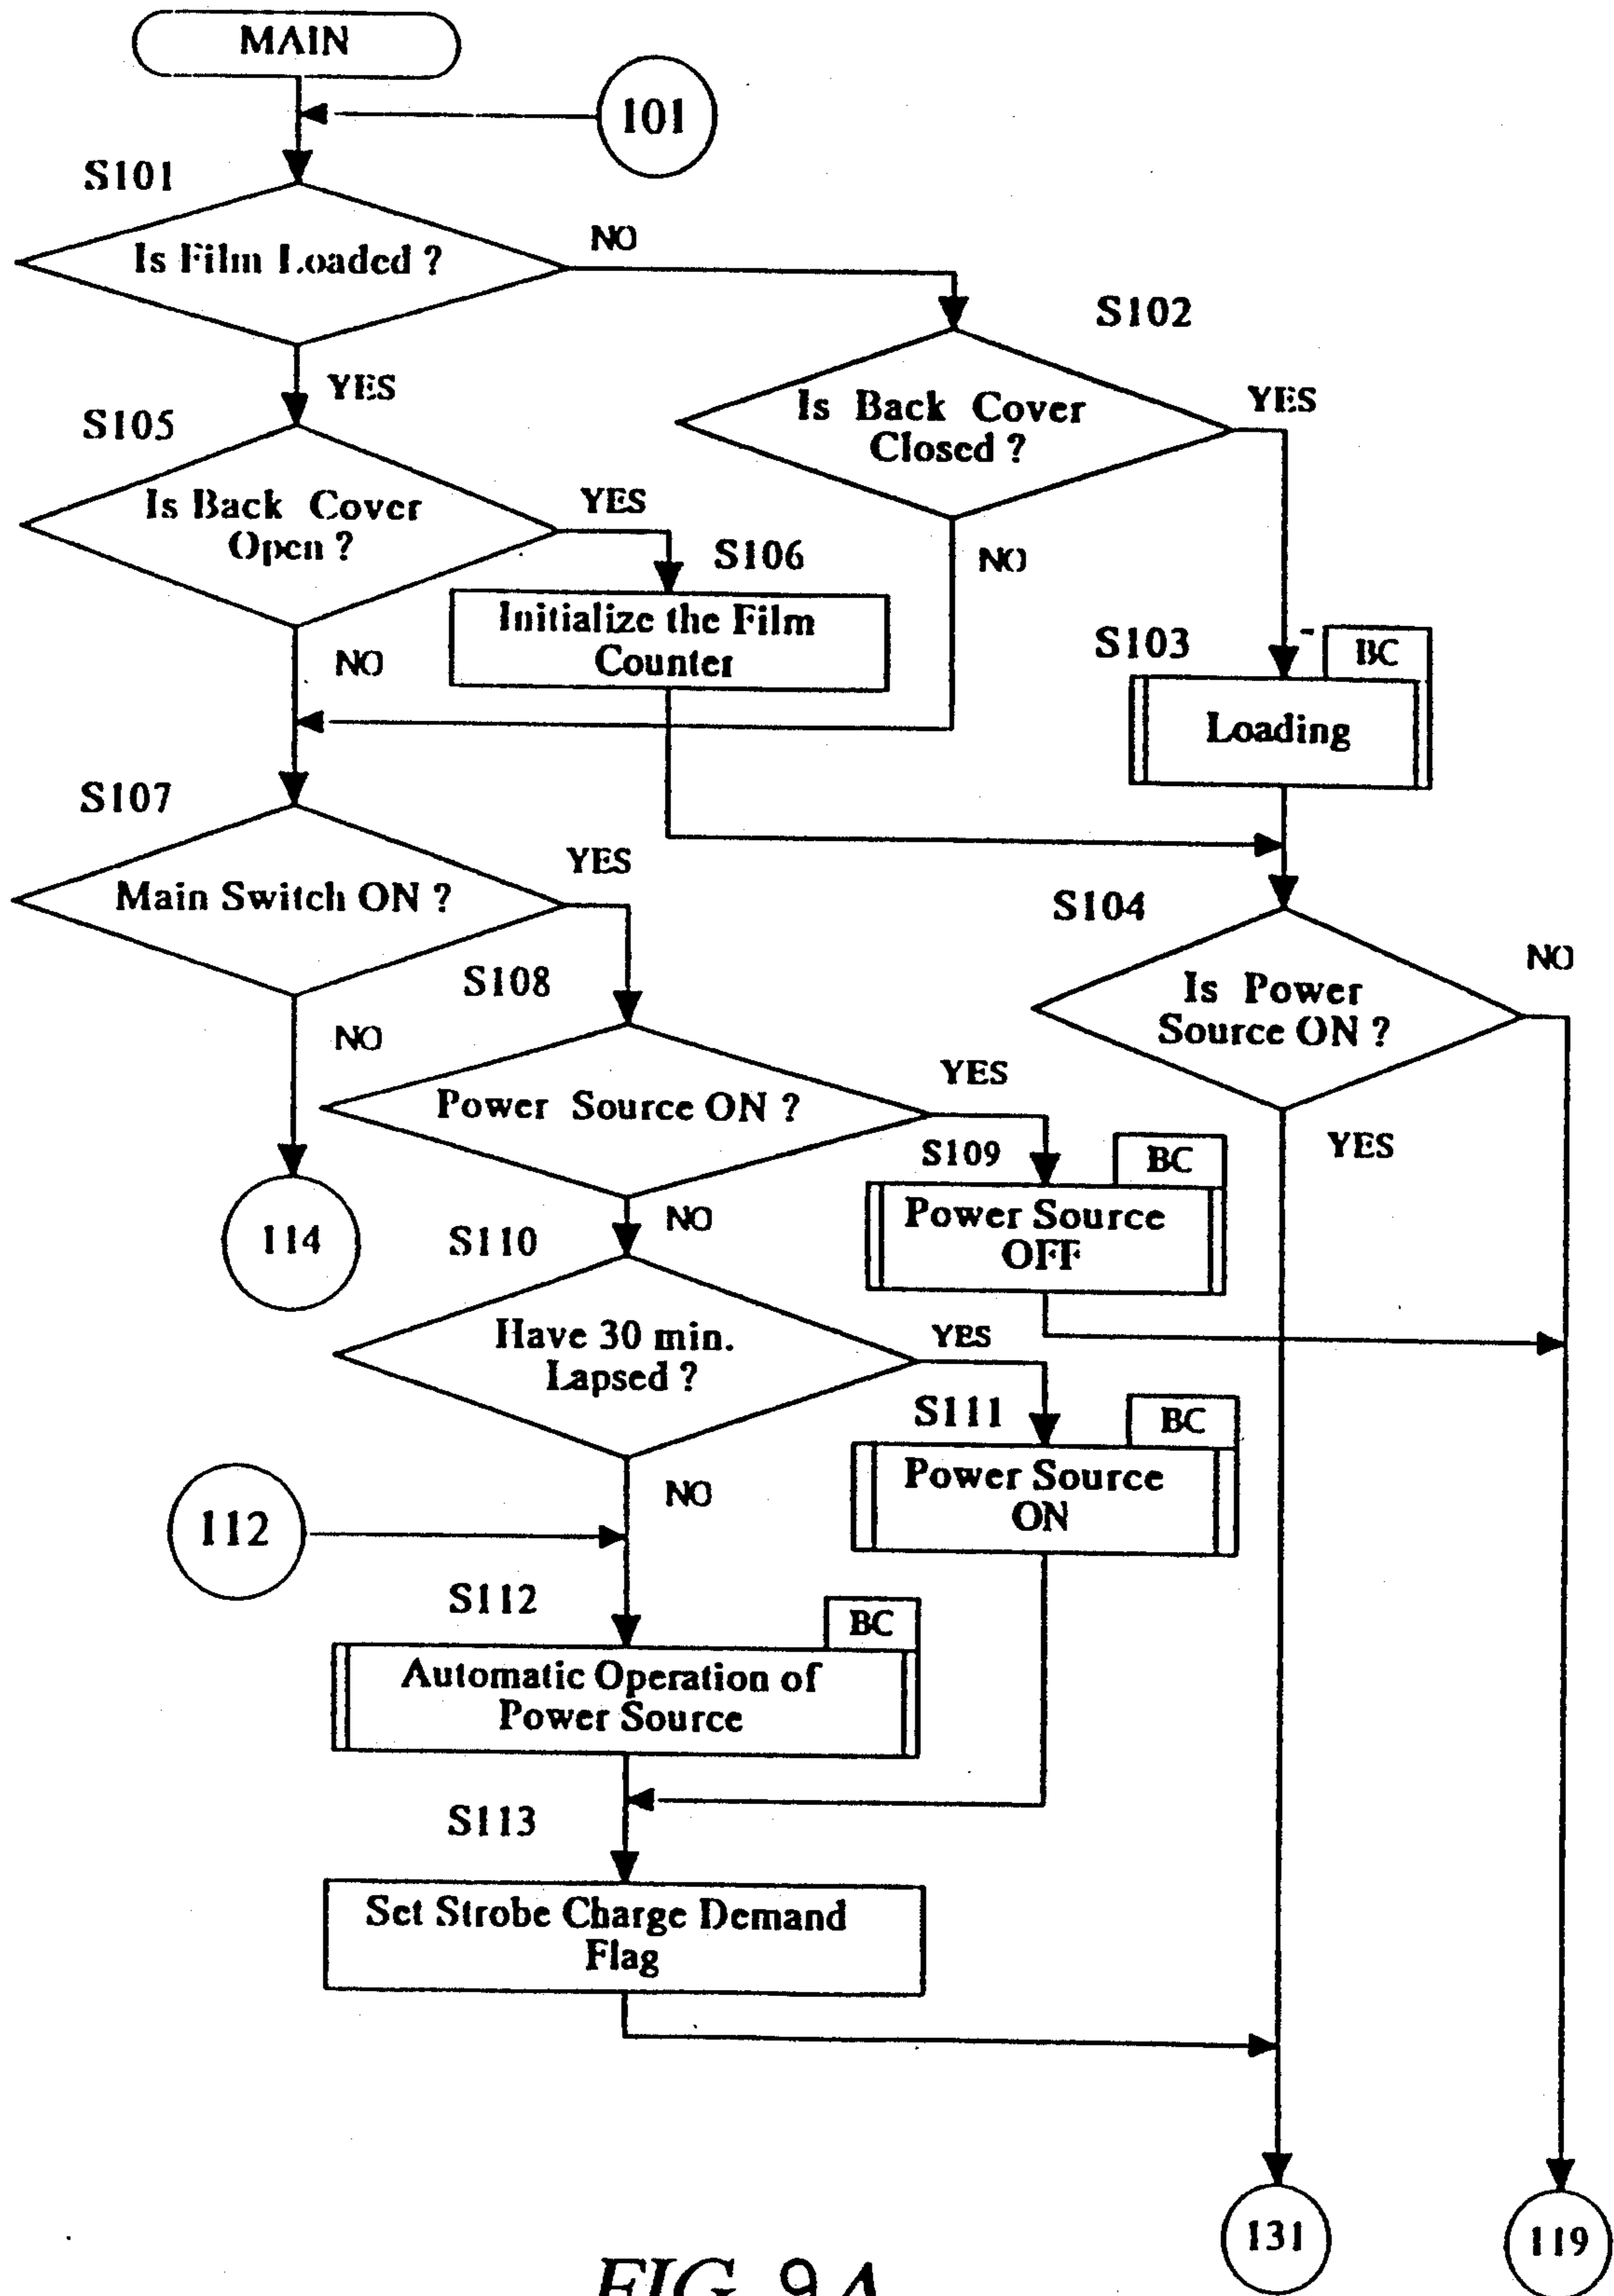 MAIN
101
S101
Is Film Loaded ?
NO
S102
YES
Is Back Cover
Closed ?
YES
S105
Is Back Cover
Open ?
YES
S106
NO
Initialize the Film
Counter
S103
BC
NO
Loading
S107
YES
Main Switch ON ?
S104
NO
S108
Is Power
Source ON ?
NO
YES
Power Source ON ?
S109
BC
YES
114
NO
S110
Power Source
OFF
Have 30 min.
Lapsed ?
YES
S111
BC
Power Source
ON
NO
112
S112
BC
Automatic Operation of
Power Source
S113
Set Strobe Charge Demand
Flag
131
119
FIG. 9A